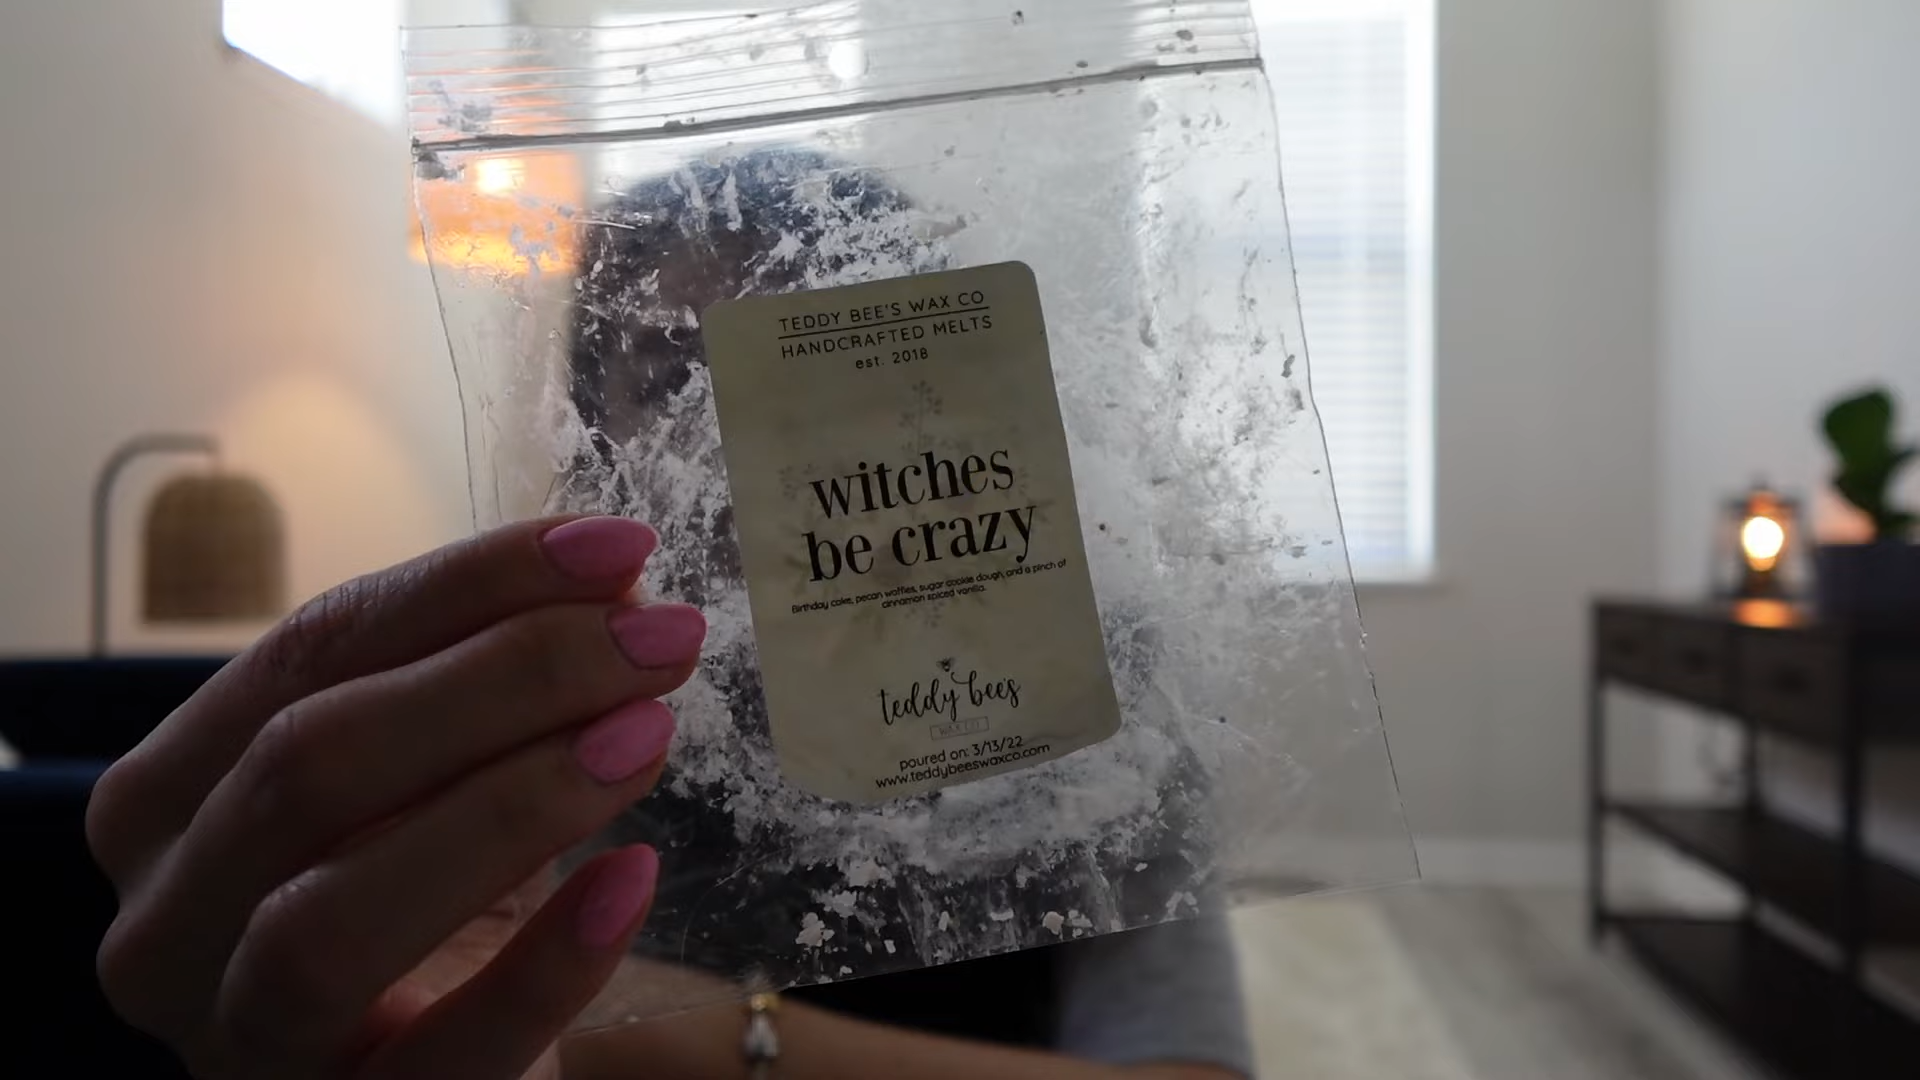 TEDDY BEE'S WAX CO
HANDCRAFTED MELTS
est. 2018
witches
be crazy
Birthday cake, pecan waffles, sugar cookie dough, and a pinch of
cinnamon spiced vanilla.
teddy bee's
WAX CO
poured on: 3/13/22
www.teddybeeswaxco.com